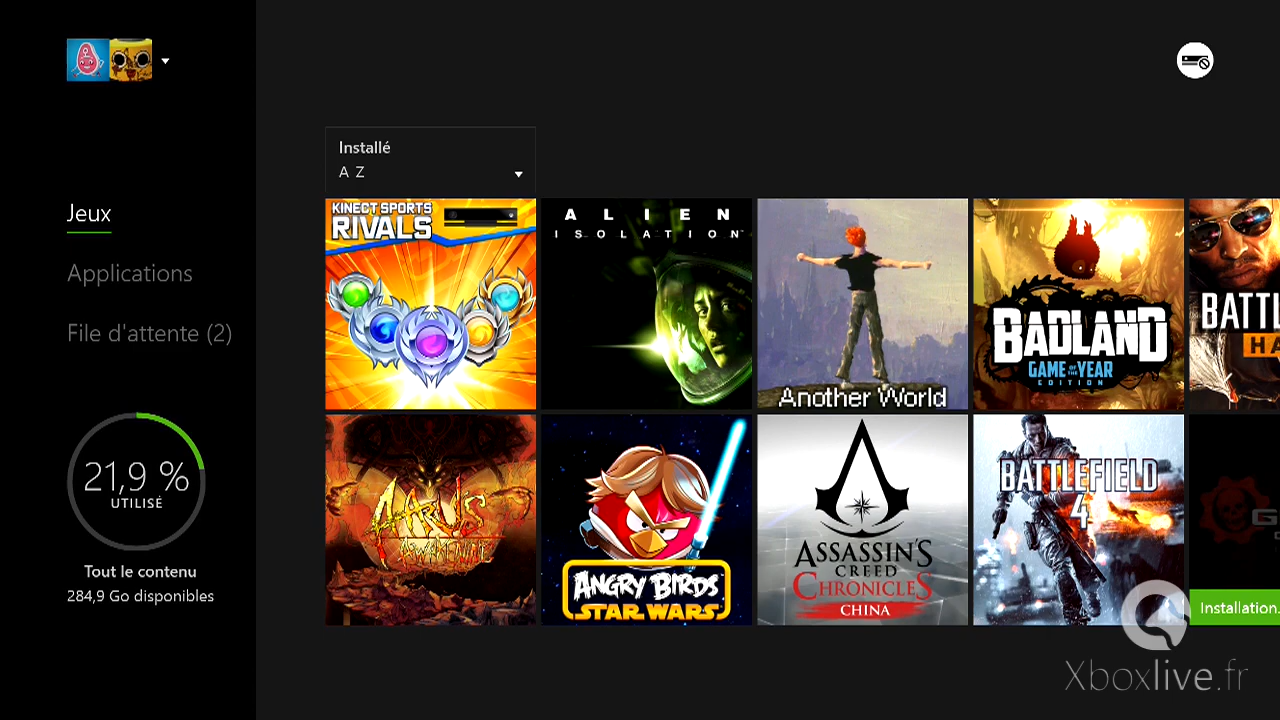 Jeux
Applications
File d'attente (2)
21,9 %
UTILISÉ
Tout le contenu
284,9 Go disponibles
Installé
A Z
KINECT SPORTS
RIVALS
ALIEN
ISOLATION
Another World
BADLAND
GAME OF THE YEAR
EDITION
AARU'S
AWAKENING
ANGRY BIRDS
STAR WARS
ASSASSIN'S
CREED
CHRONICLES
CHINA
BATTLEFIELD
4
Installation.
Xboxlive.fr